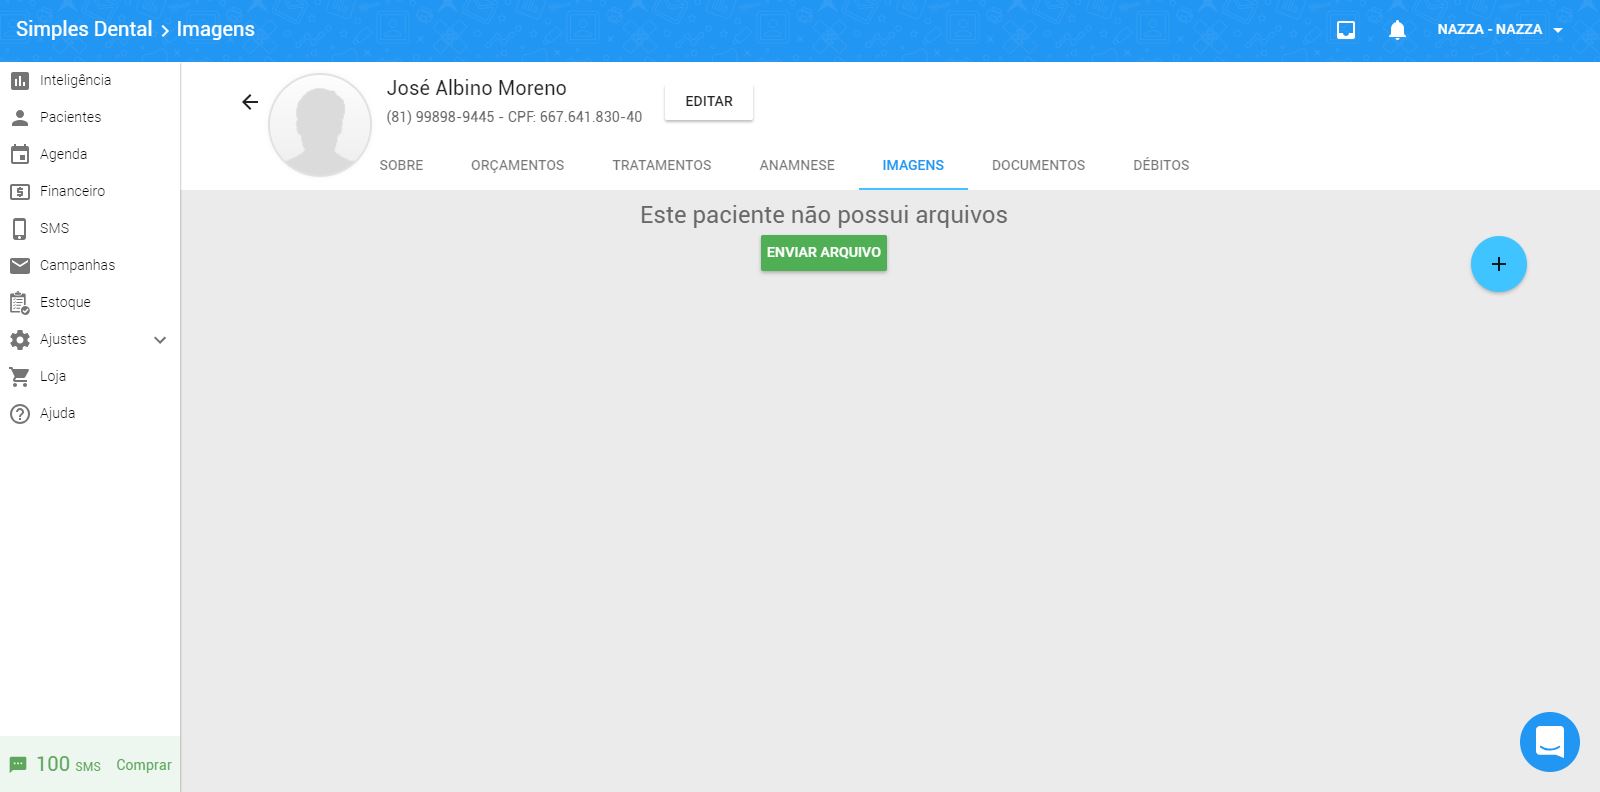 Simples Dental > Imagens
NAZZA - NAZZA
Inteligência
Pacientes
Agenda
Financeiro
SMS
Campanhas
Estoque
Ajustes
Loja
Ajuda
100 SMS Comprar
José Albino Moreno
(81) 99898-9445 - CPF: 667.641.830-40
EDITAR
SOBRE ORÇAMENTOS TRATAMENTOS ANAMNESE IMAGENS DOCUMENTOS DÉBITOS
Este paciente não possui arquivos
ENVIAR ARQUIVO